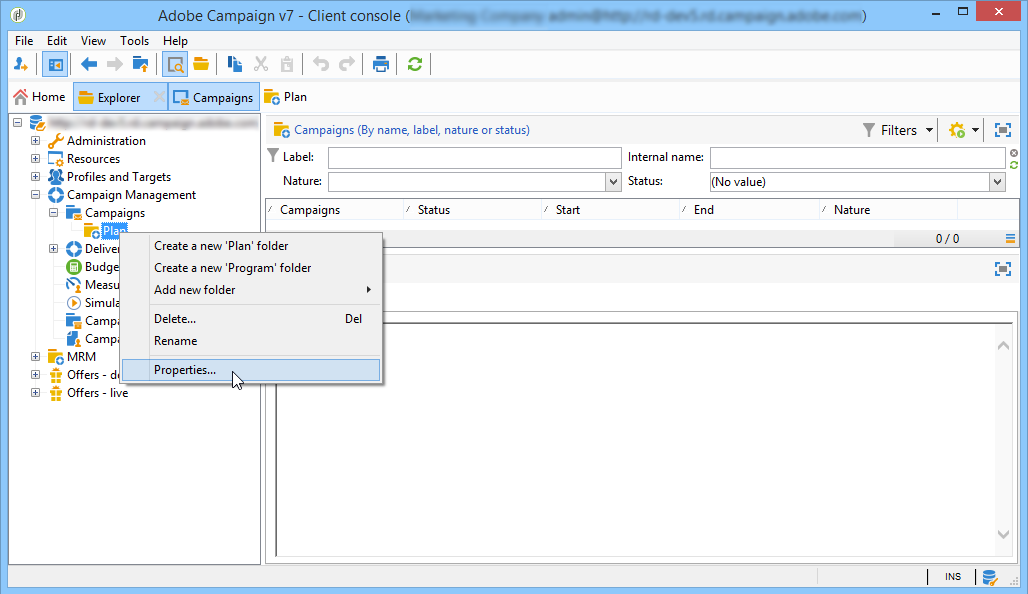 Adobe Campaign v7 - Client console (
File Edit View Tools Help
Home Explorer Campaigns Plan
Administration
Resources
Profiles and Targets
Campaign Management
Campaigns
Plan
Deliver
Budge
Measu
Simula
Campa
Campa
MRM
Offers - de
Offers - live
Campaigns (By name, label, nature or status) Filters
Label: Internal name:
Nature: Status: (No value)
Campaigns Status Start End Nature
0 / 0
Create a new 'Plan' folder
Create a new 'Program' folder
Add new folder
Delete... Del
Rename
Properties...
INS